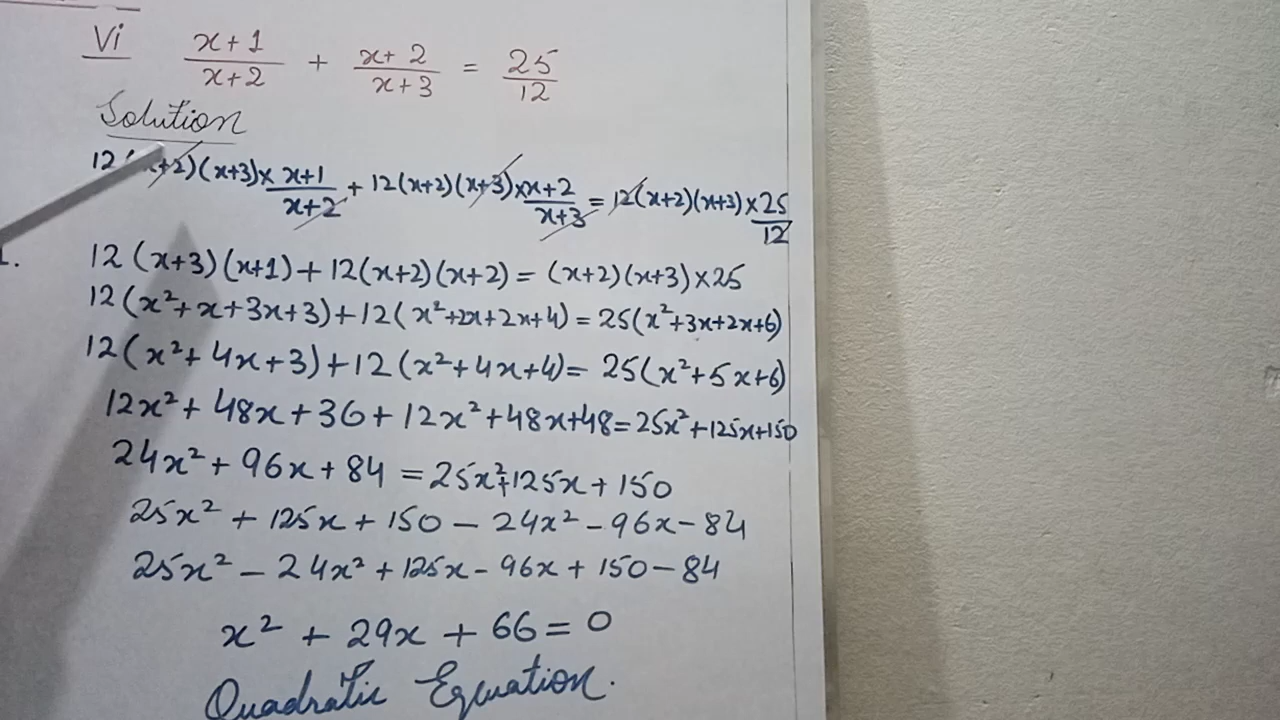 Vi x+1/x+2 + x+2/x+3 = 25/12
Solution
12(x+2)(x+3)× x+1/x+2 + 12(x+2)(x+3)× x+2/x+3 = 12(x+2)(x+3)× 25/12
1.
12(x+3)(x+1)+12(x+2)(x+2) = (x+2)(x+3)×25
12(x²+x+3x+3)+12(x²+2x+2x+4) = 25(x²+3x+2x+6)
12(x²+4x+3)+12(x²+4x+4) = 25(x²+5x+6)
12x²+48x+36+12x²+48x+48=25x²+125x+150
24x²+96x+84 =25x²+125x+150
25x²+125x+150-24x²-96x-84
25x²-24x²+125x-96x+150-84
x²+29x+66=0
Quadratic Equation.